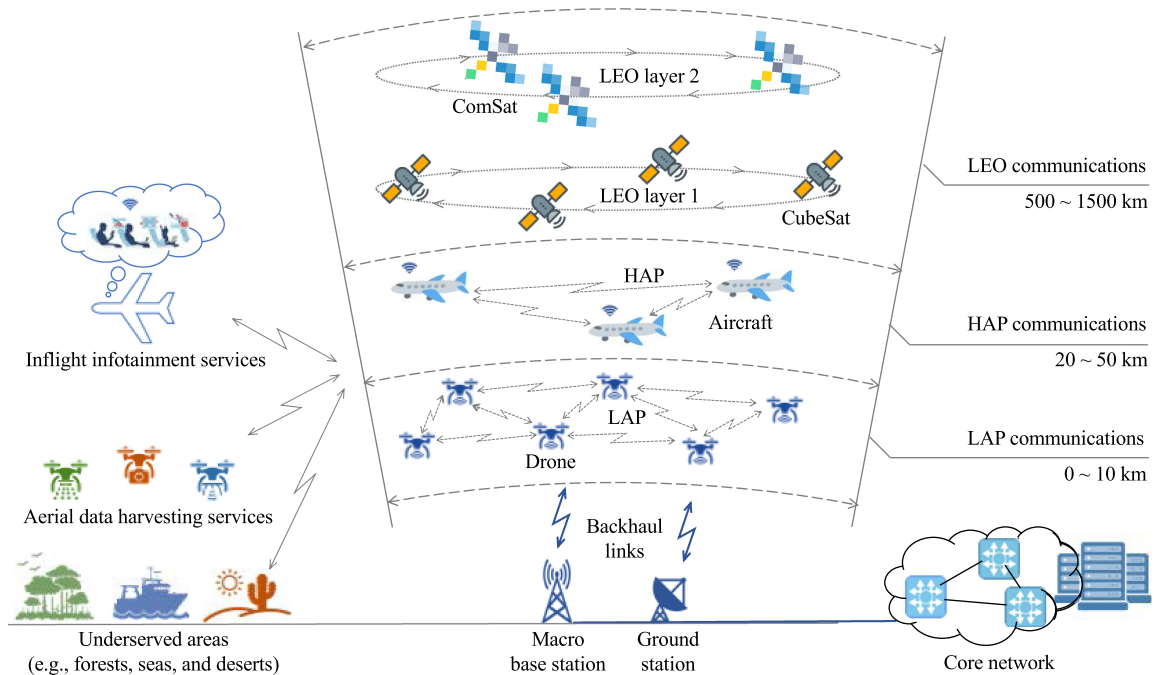 LEO layer 2
ComSat
LEO layer 1
CubeSat
LEO communications
500 ~ 1500 km
HAP
Aircraft
HAP communications
20 ~ 50 km
Inflight infotainment services
LAP
Drone
LAP communications
0 ~ 10 km
Aerial data harvesting services
Backhaul
links
Underserved areas
(e.g., forests, seas, and deserts)
Macro
base station
Ground
station
Core network